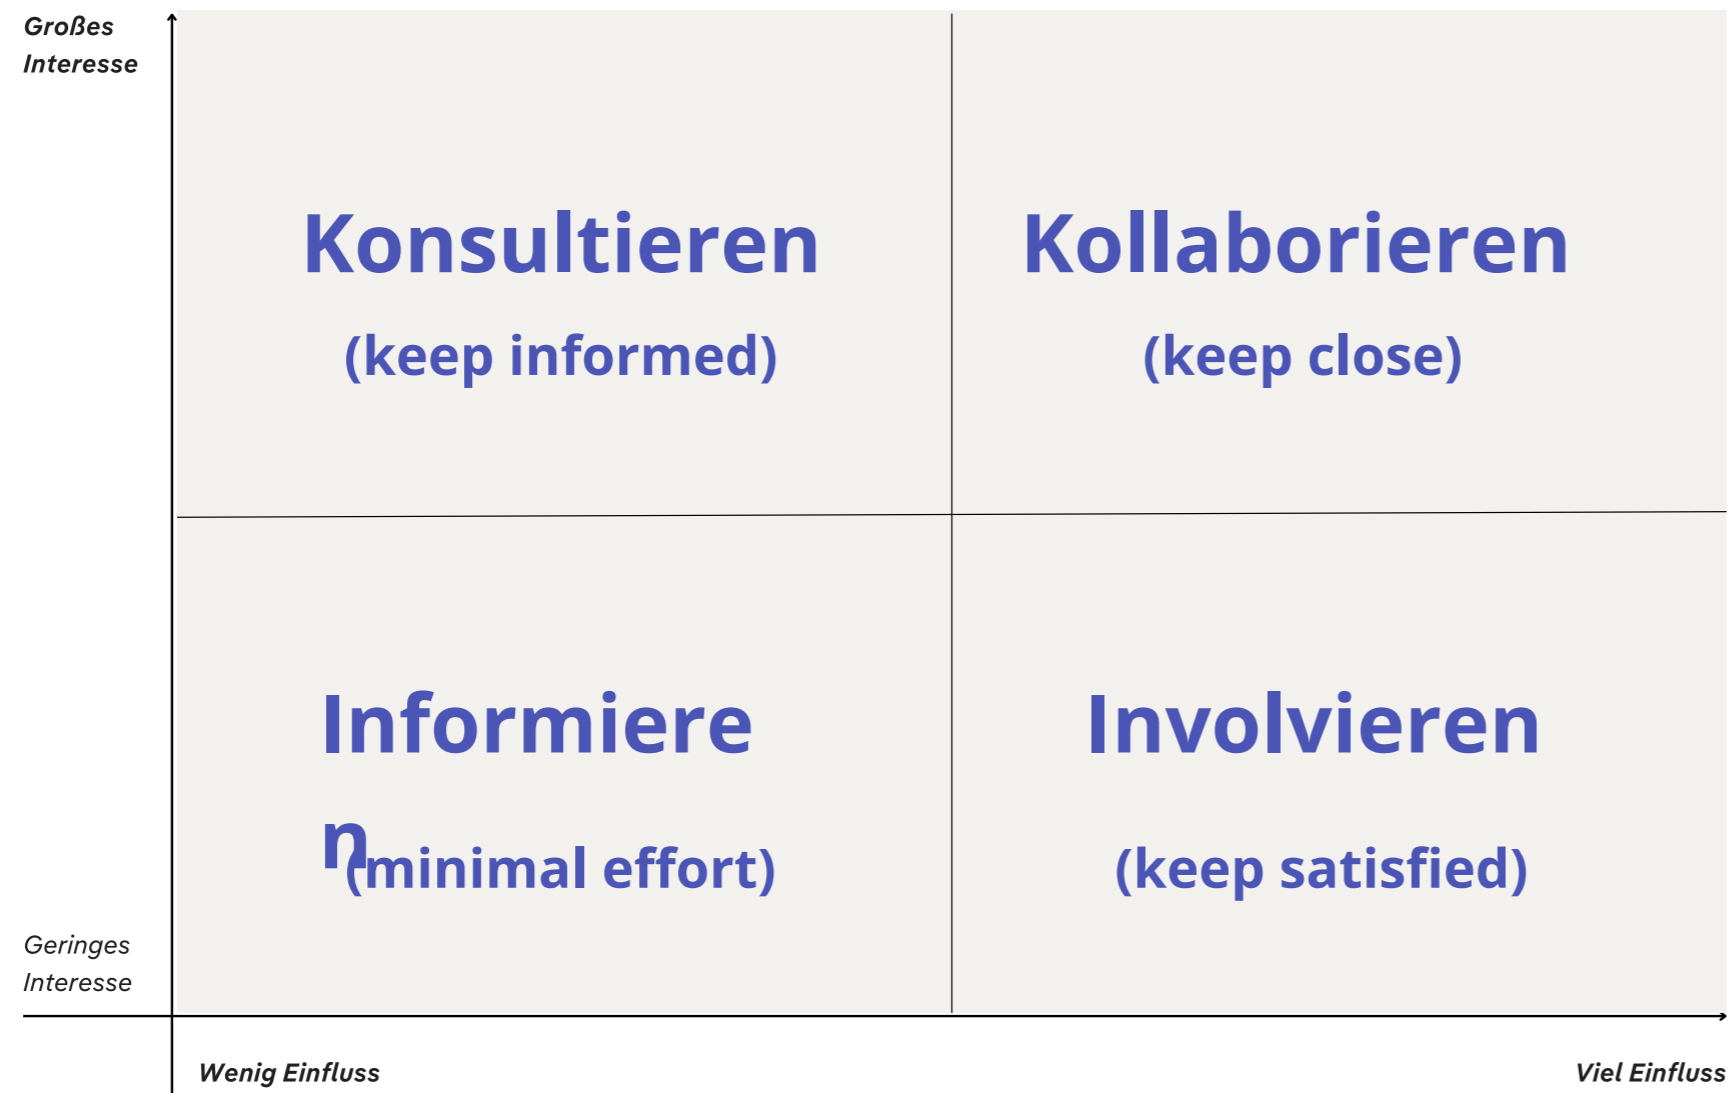 Großes
Interesse
Konsultieren
Kollaborieren
(keep informed)
(keep close)
Informiere
n
Involvieren
(minimal effort)
(keep satisfied)
Geringes
Interesse
Wenig Einfluss
Viel Einfluss